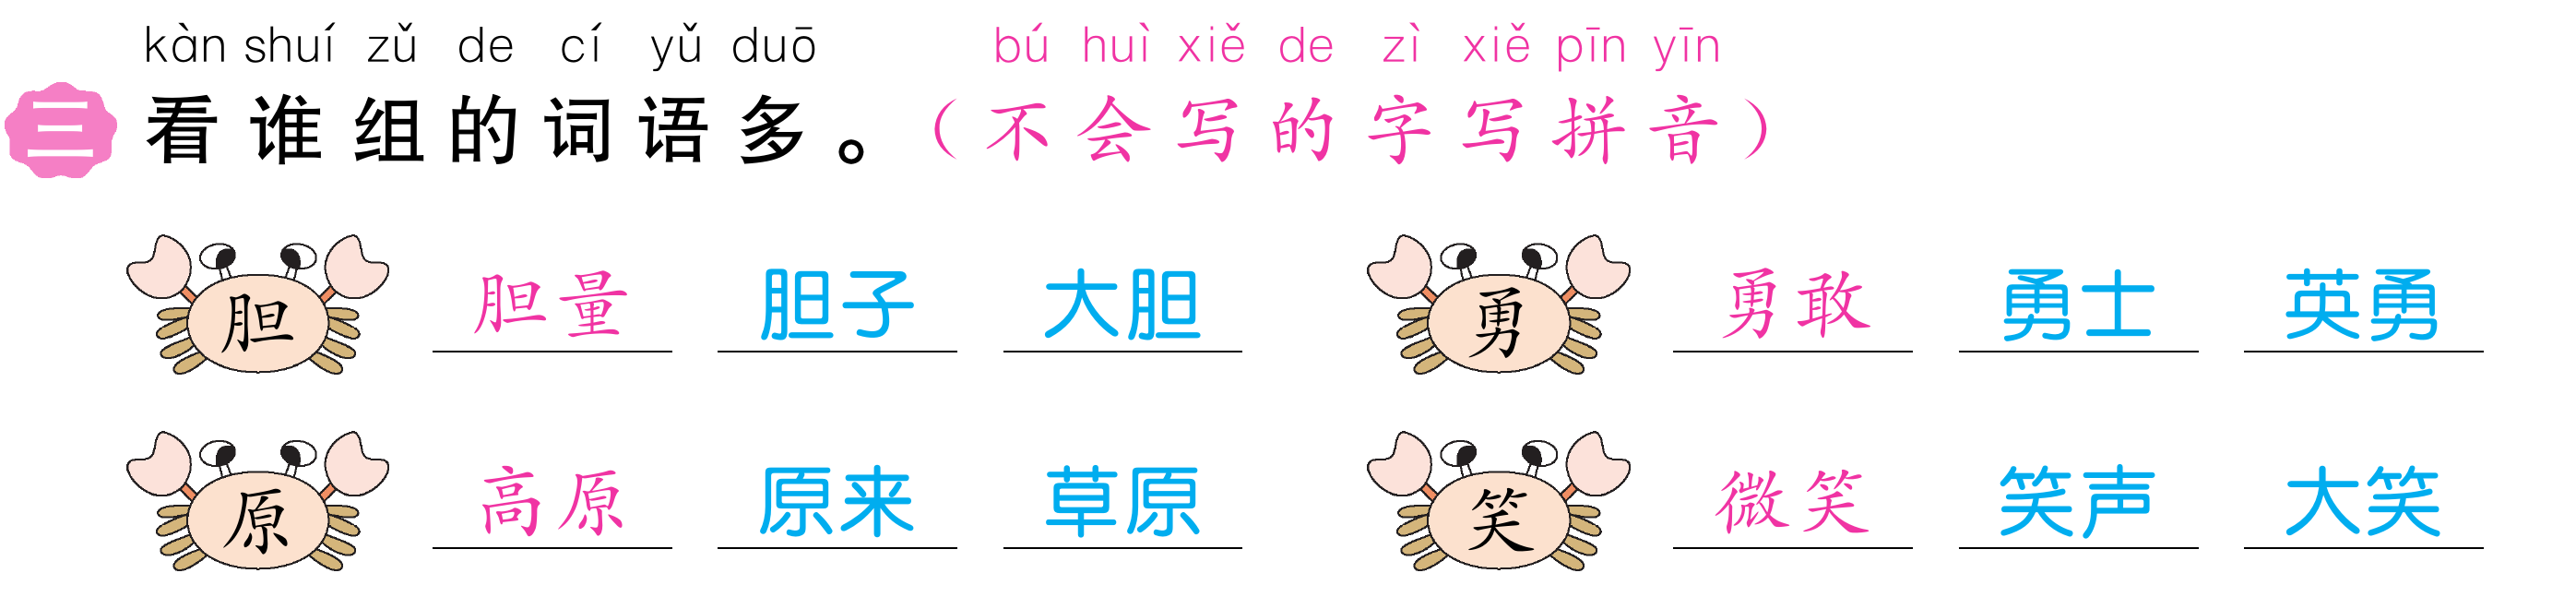 kàn shuí zǔ de cí yǔ duō bú huì xiě de zì xiě pīn yīn
三 看谁组的词语多。（不会写的字写拼音）
胆 胆量 胆子 大胆 勇 勇敢 勇士 英勇
原 高原 原来 草原 笑 微笑 笑声 大笑